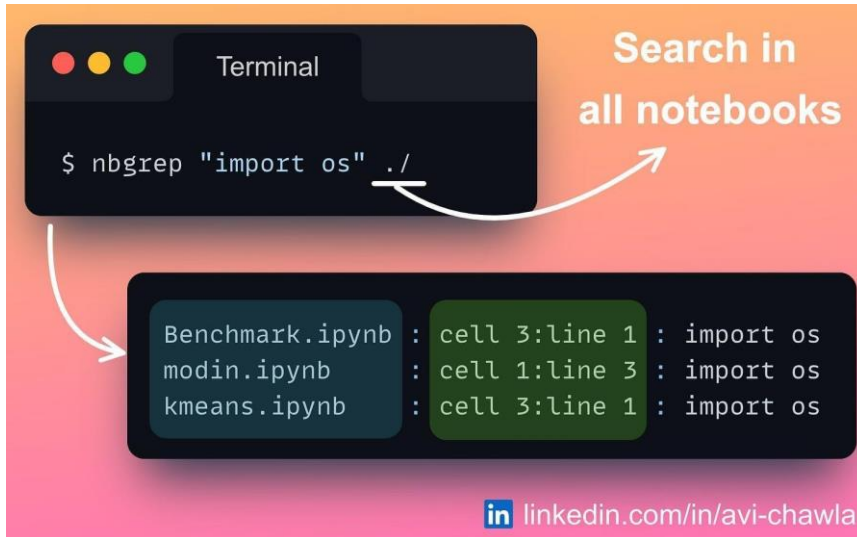 Terminal
Search in
all notebooks
$ nbgrep "import os" ./
Benchmark.ipynb : cell 3:line 1 : import os
modin.ipynb : cell 1:line 3 : import os
kmeans.ipynb : cell 3:line 1 : import os
in linkedin.com/in/avi-chawla